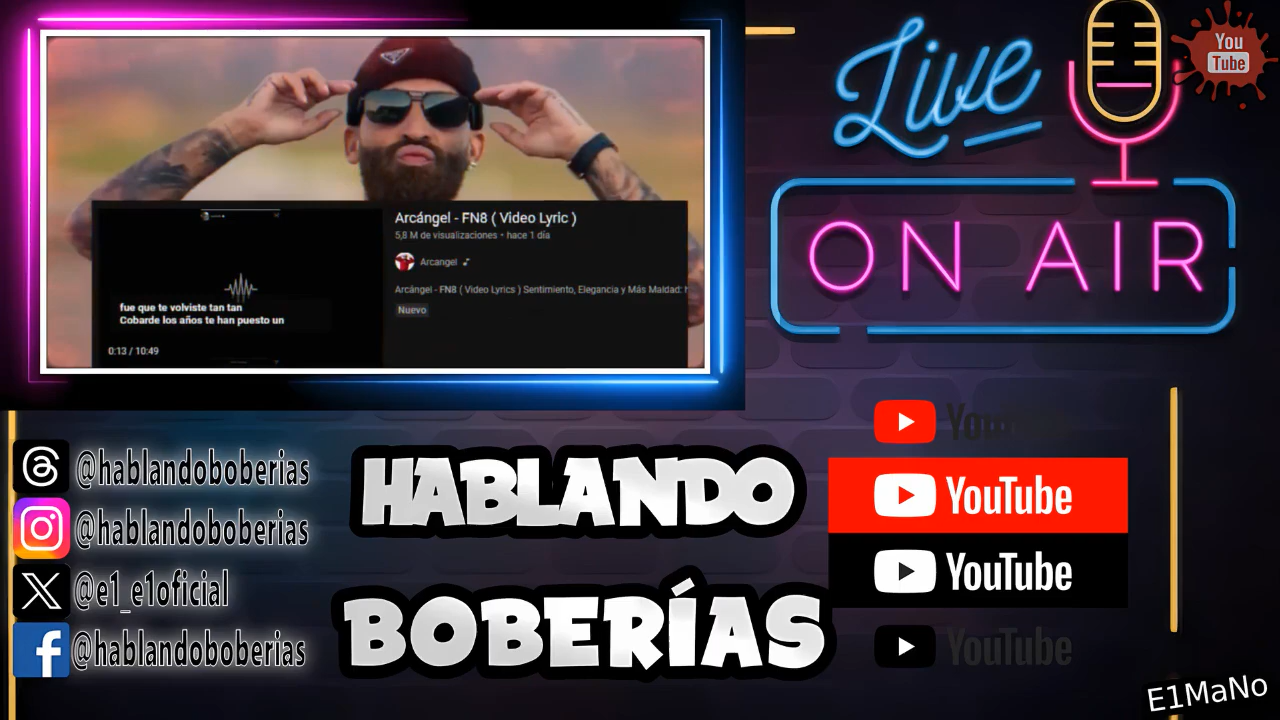 Live
You
Tube
ON AIR
Arcángel - FN8 ( Video Lyric )
5,8 M de visualizaciones • hace 1 día
Arcangel
Arcángel - FN8 ( Video Lyrics ) Sentimiento, Elegancia y Más Maldad:
Nuevo
fue que te volviste tan tan
Cobarde los años te han puesto un
0:13 / 10:49
@hablandoboberias
@hablandoboberias
@e1_e1oficial
@hablandoboberias
HABLANDO
BOBERÍAS
YouTube
YouTube
YouTube
YouTube
E1MaNo